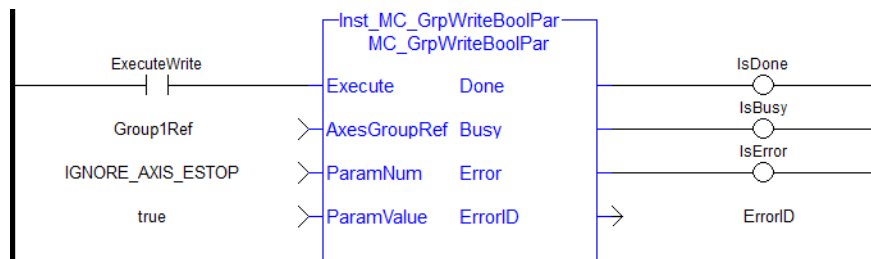 Inst_MC_GrpWriteBoolPar
MC_GrpWriteBoolPar
ExecuteWrite
Execute Done
IsDone
Group1Ref
AxesGroupRef Busy
IsBusy
IGNORE_AXIS_ESTOP
ParamNum Error
IsError
true
ParamValue ErrorID
ErrorID